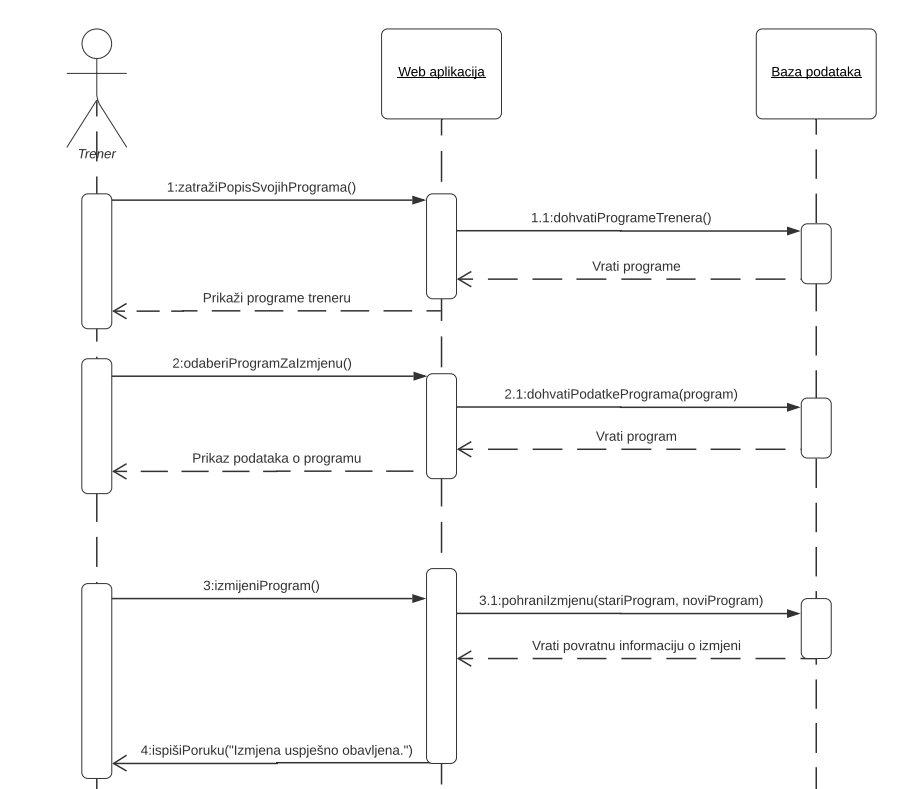 Web aplikacija
Baza podataka
Trener
1:zatražiPopisSvojihPrograma()
1.1:dohvatiProgrameTrenera()
Vrati programe
Prikaži programe treneru
2:odaberiProgramZaIzmjenu()
2.1:dohvatiPodatkePrograma(program)
Vrati program
Prikaz podataka o programu
3:izmijeniProgram()
3.1:pohraniIzmjenu(stariProgram, noviProgram)
Vrati povratnu informaciju o izmjeni
4:ispišiPoruku("Izmjena uspješno obavljena.")